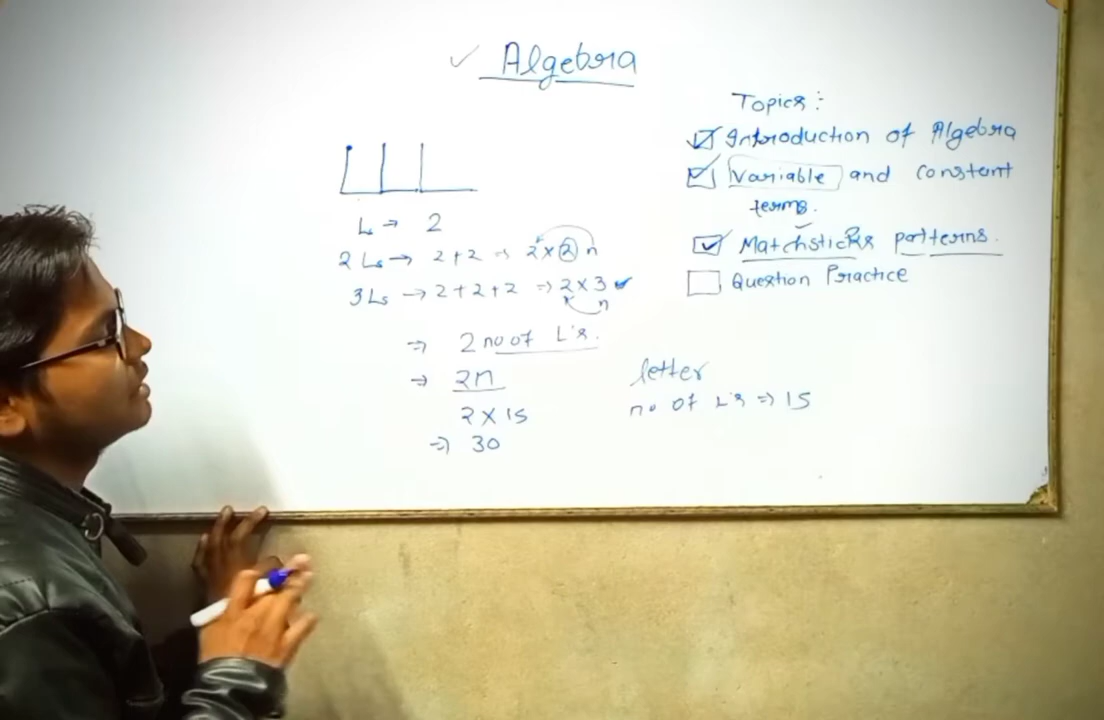 ✓ Algebra
L → 2
2 Ls → 2+2 ⇒ 2×2 n
3 Ls → 2+2+2 ⇒ 2×3
n
⇒ 2 no of L's.
⇒ 2n
2 × 15
⇒ 30
letter
no of L's ⇒ 15
Topics :-
Introduction of Algebra
Variable and constant
terms.
Matchsticks patterns.
Question Practice